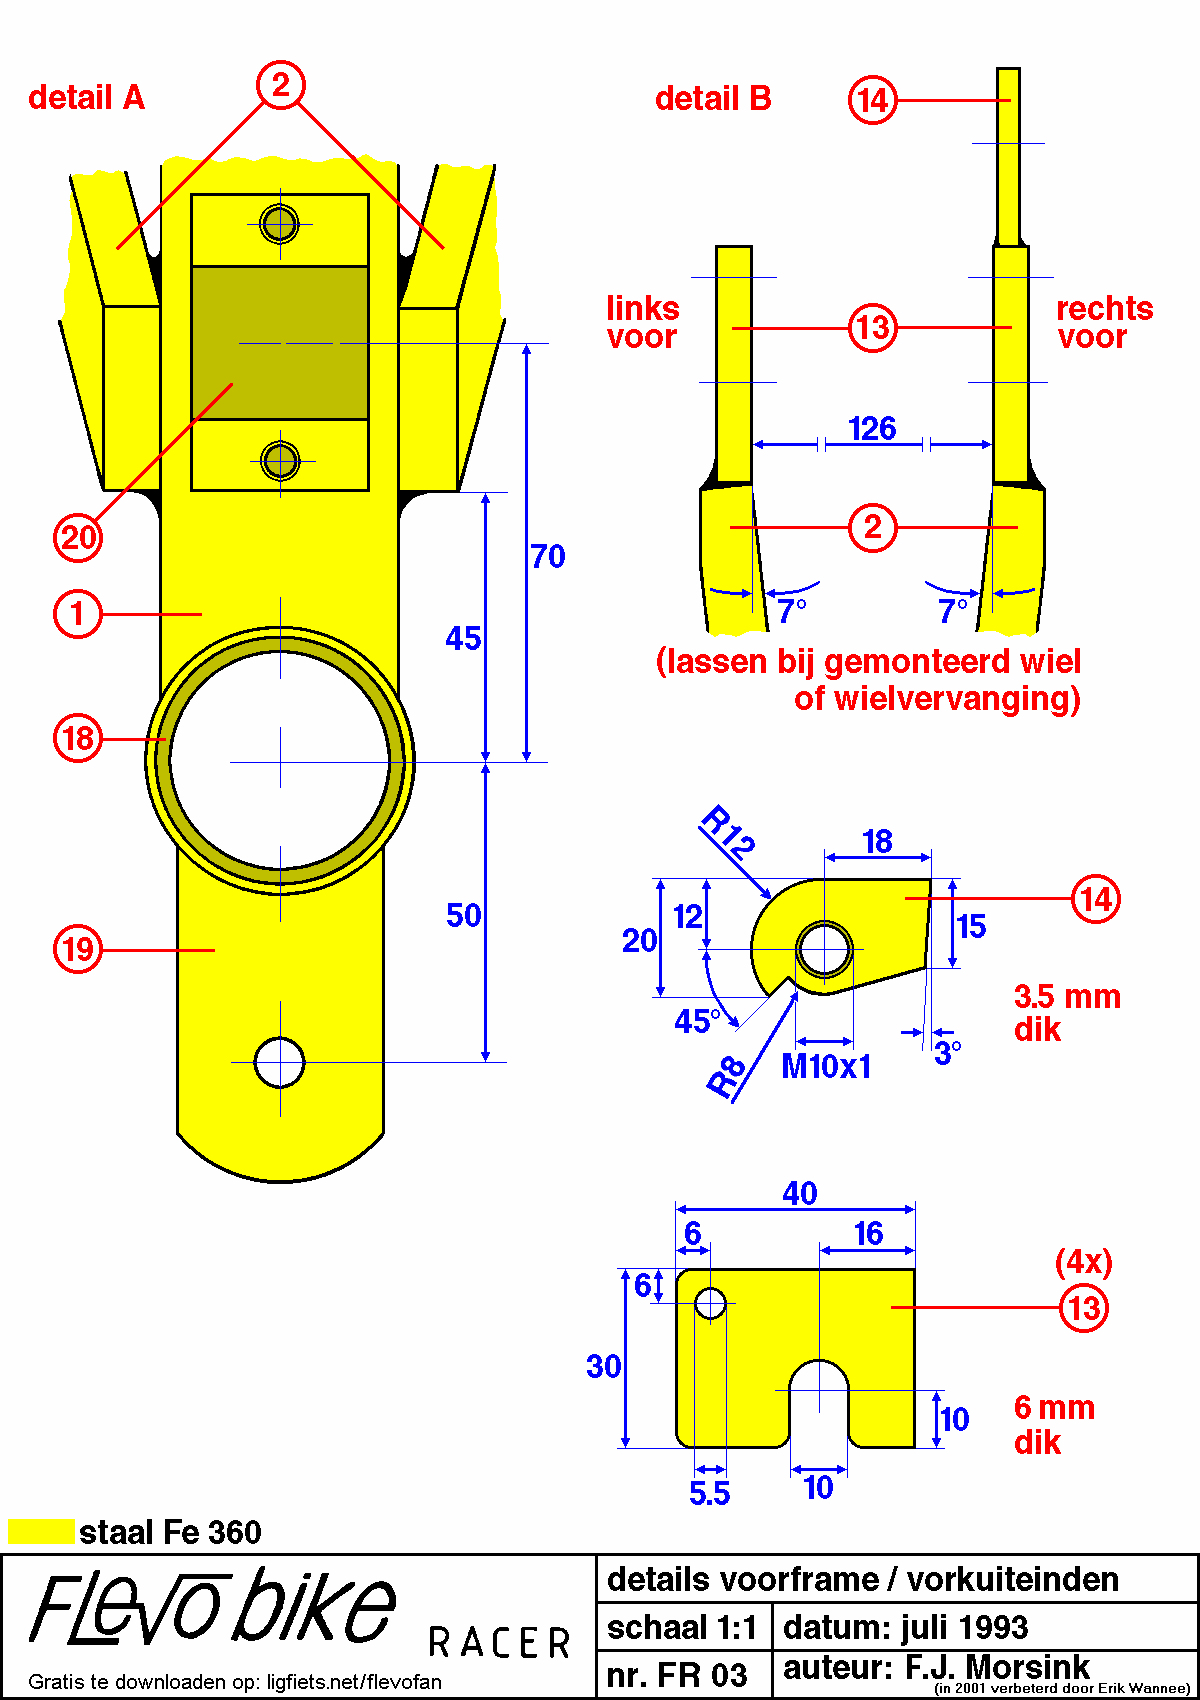 detail A
2
20
1
18
19
70
45
50
detail B
14
links
voor
13
rechts
voor
126
2
7°
7°
(lassen bij gemonteerd wiel
of wielvervanging)
R12
18
14
12
20
15
45°
3.5 mm
dik
3°
M10x1
R8
40
6
16
6
(4x)
13
30
10
6 mm
dik
5.5
10
staal Fe 360
Flevobike
RACER
Gratis te downloaden op: ligfiets.net/flevofan
details voorframe / vorkuiteinden
schaal 1:1
datum: juli 1993
nr. FR 03
auteur: F.J. Morsink
(in 2001 verbeterd door Erik Wannee)